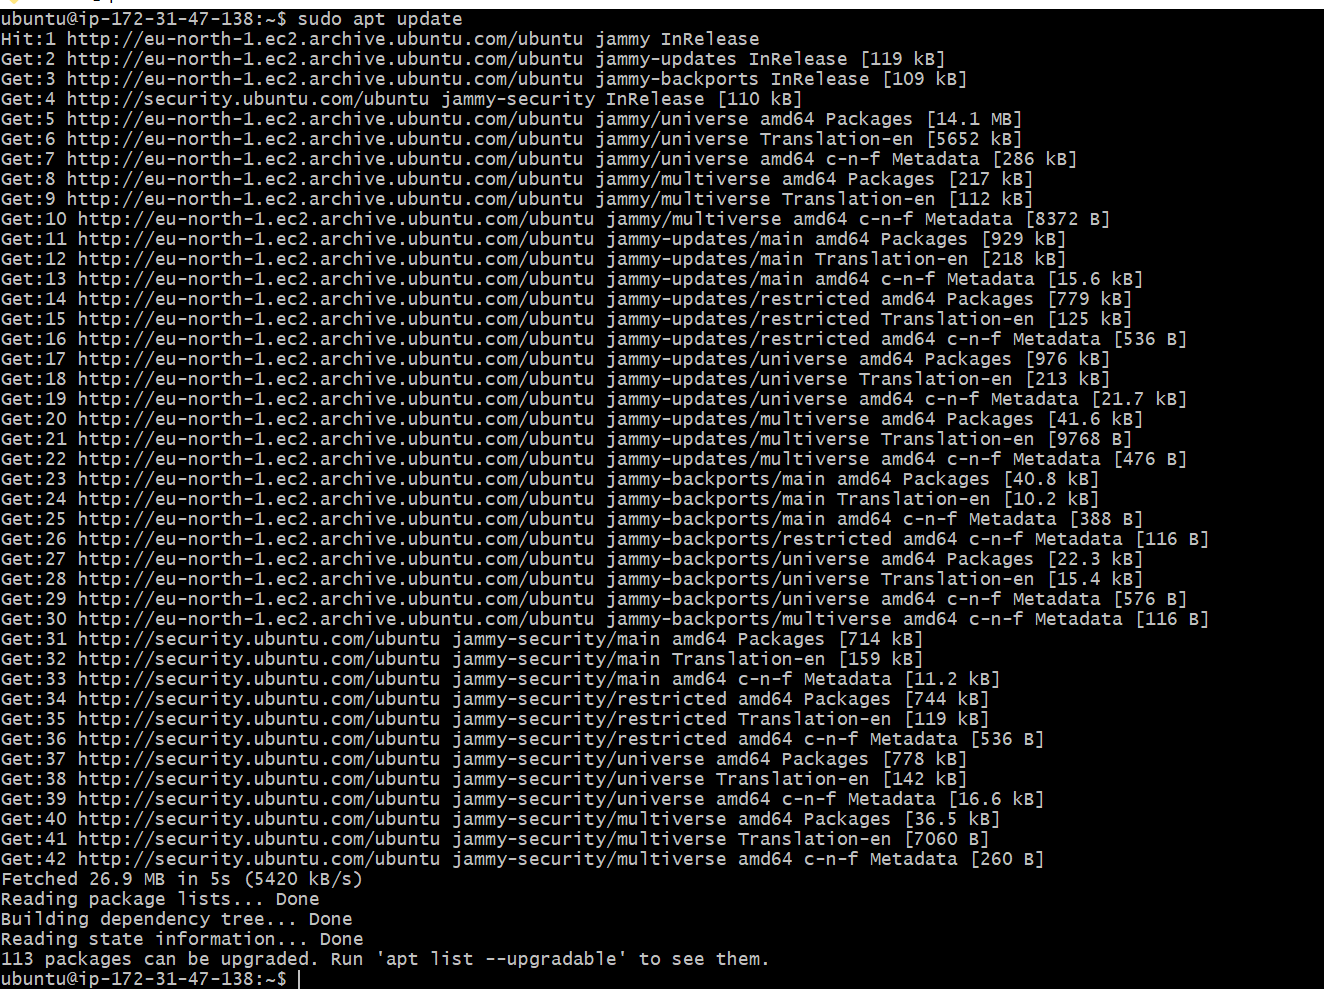 ubuntu@ip-172-31-47-138:~$ sudo apt update
Hit:1 http://eu-north-1.ec2.archive.ubuntu.com/ubuntu jammy InRelease
Get:2 http://eu-north-1.ec2.archive.ubuntu.com/ubuntu jammy-updates InRelease [119 kB]
Get:3 http://eu-north-1.ec2.archive.ubuntu.com/ubuntu jammy-backports InRelease [109 kB]
Get:4 http://security.ubuntu.com/ubuntu jammy-security InRelease [110 kB]
Get:5 http://eu-north-1.ec2.archive.ubuntu.com/ubuntu jammy/universe amd64 Packages [14.1 MB]
Get:6 http://eu-north-1.ec2.archive.ubuntu.com/ubuntu jammy/universe Translation-en [5652 kB]
Get:7 http://eu-north-1.ec2.archive.ubuntu.com/ubuntu jammy/universe amd64 c-n-f Metadata [286 kB]
Get:8 http://eu-north-1.ec2.archive.ubuntu.com/ubuntu jammy/multiverse amd64 Packages [217 kB]
Get:9 http://eu-north-1.ec2.archive.ubuntu.com/ubuntu jammy/multiverse Translation-en [112 kB]
Get:10 http://eu-north-1.ec2.archive.ubuntu.com/ubuntu jammy/multiverse amd64 c-n-f Metadata [8372 B]
Get:11 http://eu-north-1.ec2.archive.ubuntu.com/ubuntu jammy-updates/main amd64 Packages [929 kB]
Get:12 http://eu-north-1.ec2.archive.ubuntu.com/ubuntu jammy-updates/main Translation-en [218 kB]
Get:13 http://eu-north-1.ec2.archive.ubuntu.com/ubuntu jammy-updates/main amd64 c-n-f Metadata [15.6 kB]
Get:14 http://eu-north-1.ec2.archive.ubuntu.com/ubuntu jammy-updates/restricted amd64 Packages [779 kB]
Get:15 http://eu-north-1.ec2.archive.ubuntu.com/ubuntu jammy-updates/restricted Translation-en [125 kB]
Get:16 http://eu-north-1.ec2.archive.ubuntu.com/ubuntu jammy-updates/restricted amd64 c-n-f Metadata [536 B]
Get:17 http://eu-north-1.ec2.archive.ubuntu.com/ubuntu jammy-updates/universe amd64 Packages [976 kB]
Get:18 http://eu-north-1.ec2.archive.ubuntu.com/ubuntu jammy-updates/universe Translation-en [213 kB]
Get:19 http://eu-north-1.ec2.archive.ubuntu.com/ubuntu jammy-updates/universe amd64 c-n-f Metadata [21.7 kB]
Get:20 http://eu-north-1.ec2.archive.ubuntu.com/ubuntu jammy-updates/multiverse amd64 Packages [41.6 kB]
Get:21 http://eu-north-1.ec2.archive.ubuntu.com/ubuntu jammy-updates/multiverse Translation-en [9768 B]
Get:22 http://eu-north-1.ec2.archive.ubuntu.com/ubuntu jammy-updates/multiverse amd64 c-n-f Metadata [476 B]
Get:23 http://eu-north-1.ec2.archive.ubuntu.com/ubuntu jammy-backports/main amd64 Packages [40.8 kB]
Get:24 http://eu-north-1.ec2.archive.ubuntu.com/ubuntu jammy-backports/main Translation-en [10.2 kB]
Get:25 http://eu-north-1.ec2.archive.ubuntu.com/ubuntu jammy-backports/main amd64 c-n-f Metadata [388 B]
Get:26 http://eu-north-1.ec2.archive.ubuntu.com/ubuntu jammy-backports/restricted amd64 c-n-f Metadata [116 B]
Get:27 http://eu-north-1.ec2.archive.ubuntu.com/ubuntu jammy-backports/universe amd64 Packages [22.3 kB]
Get:28 http://eu-north-1.ec2.archive.ubuntu.com/ubuntu jammy-backports/universe Translation-en [15.4 kB]
Get:29 http://eu-north-1.ec2.archive.ubuntu.com/ubuntu jammy-backports/universe amd64 c-n-f Metadata [576 B]
Get:30 http://eu-north-1.ec2.archive.ubuntu.com/ubuntu jammy-backports/multiverse amd64 c-n-f Metadata [116 B]
Get:31 http://security.ubuntu.com/ubuntu jammy-security/main amd64 Packages [714 kB]
Get:32 http://security.ubuntu.com/ubuntu jammy-security/main Translation-en [159 kB]
Get:33 http://security.ubuntu.com/ubuntu jammy-security/main amd64 c-n-f Metadata [11.2 kB]
Get:34 http://security.ubuntu.com/ubuntu jammy-security/restricted amd64 Packages [744 kB]
Get:35 http://security.ubuntu.com/ubuntu jammy-security/restricted Translation-en [119 kB]
Get:36 http://security.ubuntu.com/ubuntu jammy-security/restricted amd64 c-n-f Metadata [536 B]
Get:37 http://security.ubuntu.com/ubuntu jammy-security/universe amd64 Packages [778 kB]
Get:38 http://security.ubuntu.com/ubuntu jammy-security/universe Translation-en [142 kB]
Get:39 http://security.ubuntu.com/ubuntu jammy-security/universe amd64 c-n-f Metadata [16.6 kB]
Get:40 http://security.ubuntu.com/ubuntu jammy-security/multiverse amd64 Packages [36.5 kB]
Get:41 http://security.ubuntu.com/ubuntu jammy-security/multiverse Translation-en [7060 B]
Get:42 http://security.ubuntu.com/ubuntu jammy-security/multiverse amd64 c-n-f Metadata [260 B]
Fetched 26.9 MB in 5s (5420 kB/s)
Reading package lists... Done
Building dependency tree... Done
Reading state information... Done
113 packages can be upgraded. Run 'apt list --upgradable' to see them.
ubuntu@ip-172-31-47-138:~$